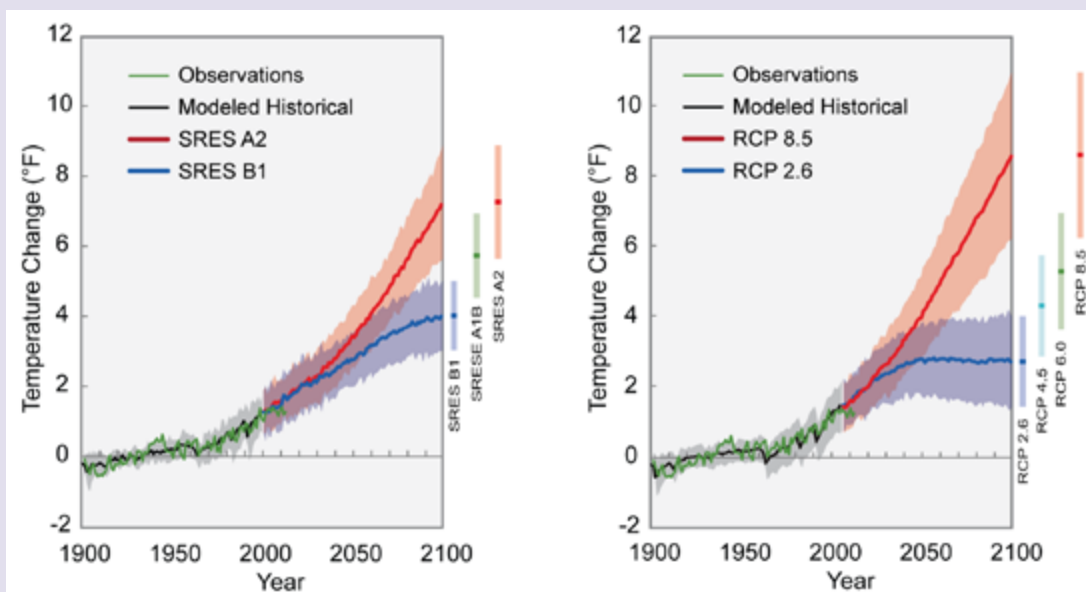 12
10
8
6
4
2
0
-2
Temperature Change (°F)
Observations
Modeled Historical
SRES A2
SRES B1
1900
1950
2000
2050
2100
Year
SRES B1
SRESE A1B
SRES A2
12
10
8
6
4
2
0
-2
Temperature Change (°F)
Observations
Modeled Historical
RCP 8.5
RCP 2.6
1900
1950
2000
2050
2100
Year
RCP 2.6
RCP 4.5
RCP 6.0
RCP 8.5